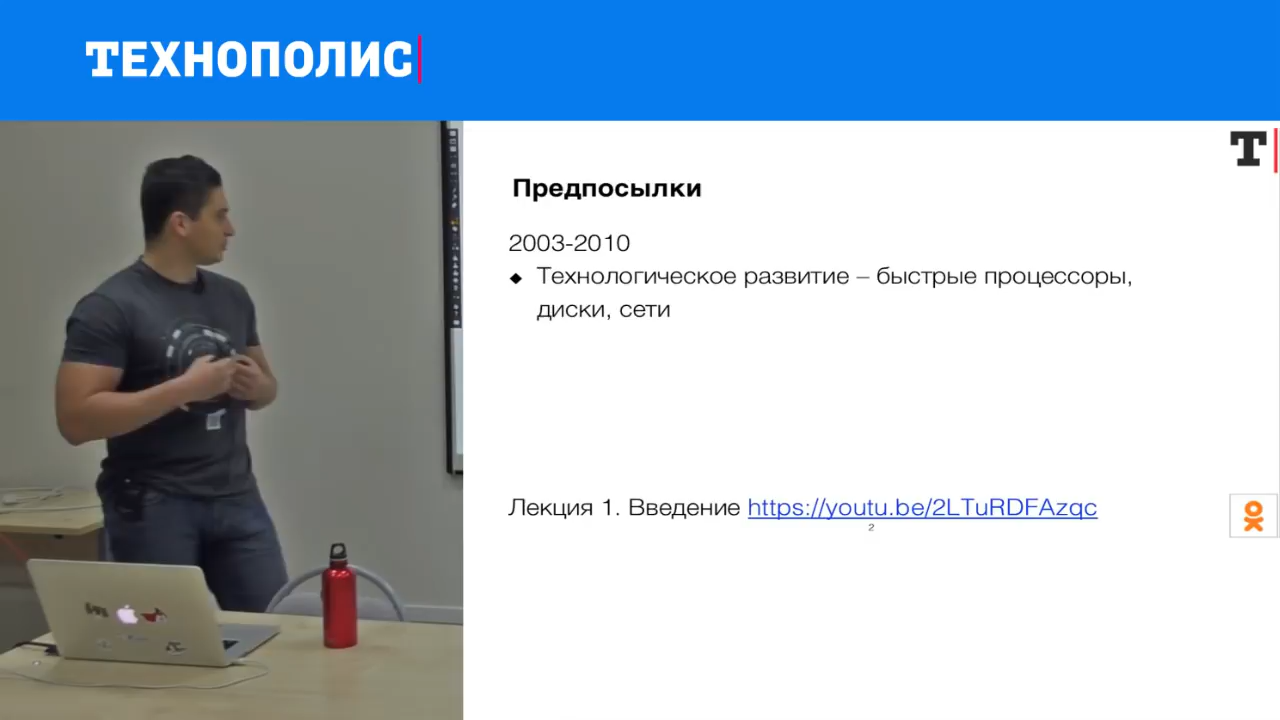 ТЕХНОПОЛИС
Т
Предпосылки
2003-2010
◆ Технологическое развитие – быстрые процессоры,
диски, сети
Лекция 1. Введение https://youtu.be/2LTuRDFAzqc
2